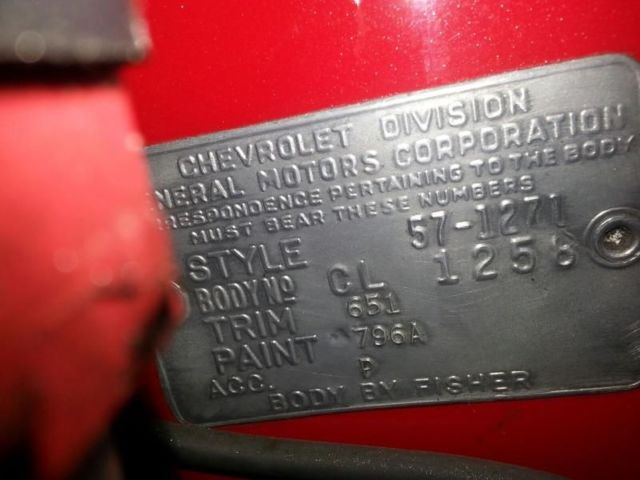 CHEVROLET DIVISION
NERAL MOTORS CORPORATION
RESPONDENCE PERTAINING TO THE BODY
MUST BEAR THESE NUMBERS
STYLE 57-1271
BODY NO CL 1258
TRIM 651
PAINT 796A
ACC. P
BODY BY FISHER